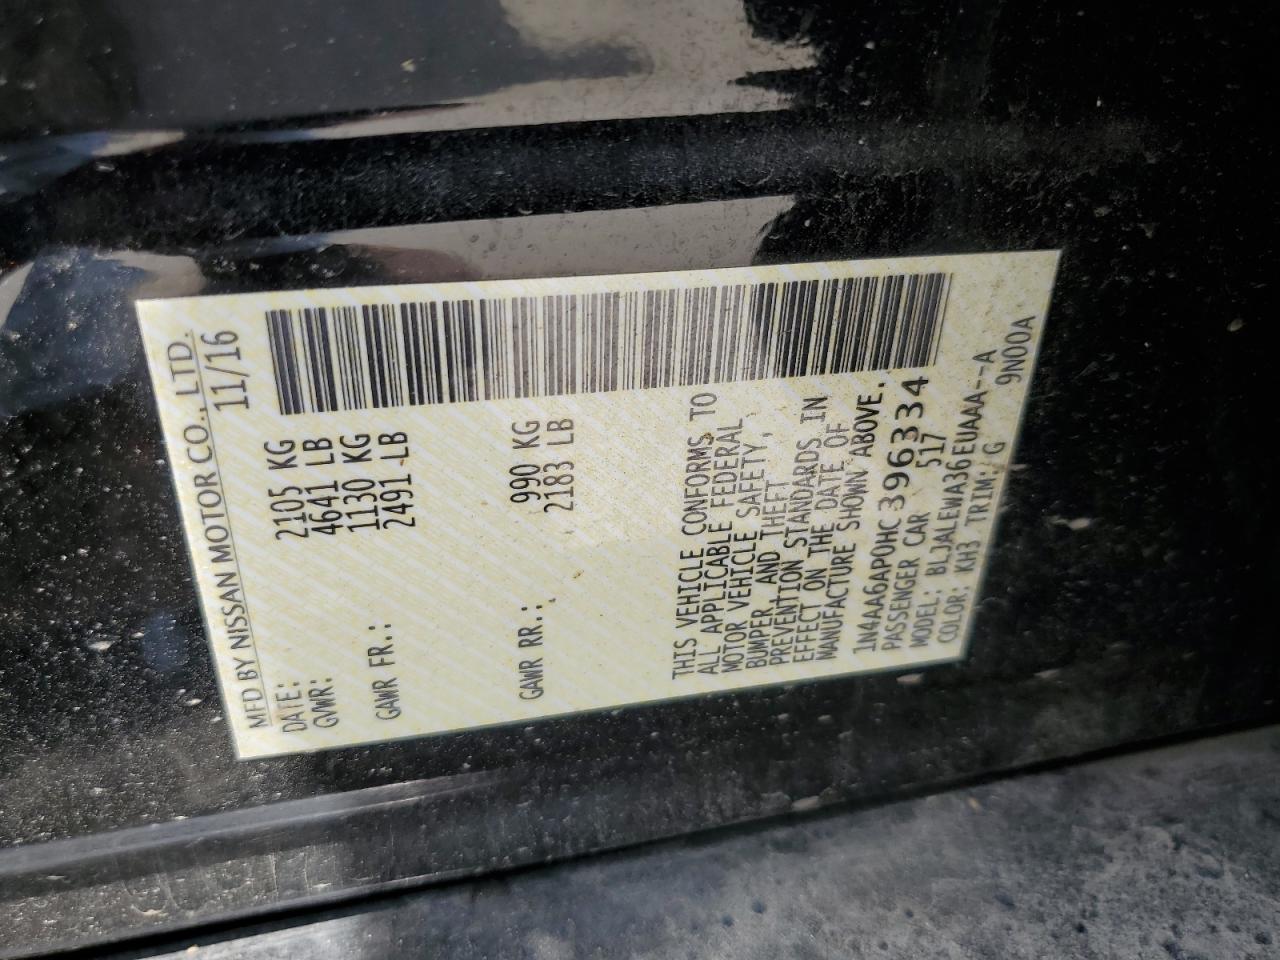 MFD BY NISSAN MOTOR CO., LTD.
DATE: 11/16
GVWR: 2105 KG
4641 LB
GAWR FR.: 1130 KG
2491 LB
GAWR RR.: 990 KG
2183 LB
THIS VEHICLE CONFORMS TO
ALL APPLICABLE FEDERAL
MOTOR VEHICLE SAFETY,
BUMPER, AND THEFT
PREVENTION STANDARDS IN
EFFECT ON THE DATE OF
MANUFACTURE SHOWN ABOVE.
1N4AA6AP0HC396334
PASSENGER CAR 517
MODEL: BLJALEWA36EUAAA--A
COLOR: KH3 TRIM: G 9N00A